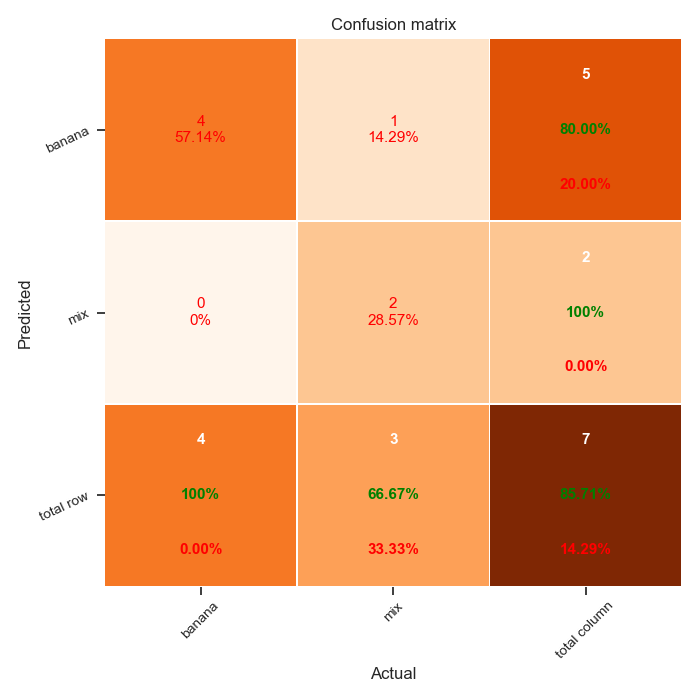 Confusion matrix
banana
4
57.14%
1
14.29%
5
80.00%
20.00%
mix
0
0%
2
28.57%
2
100%
0.00%
total row
4
100%
0.00%
3
66.67%
33.33%
7
85.71%
14.29%
Predicted
banana
mix
total column
Actual